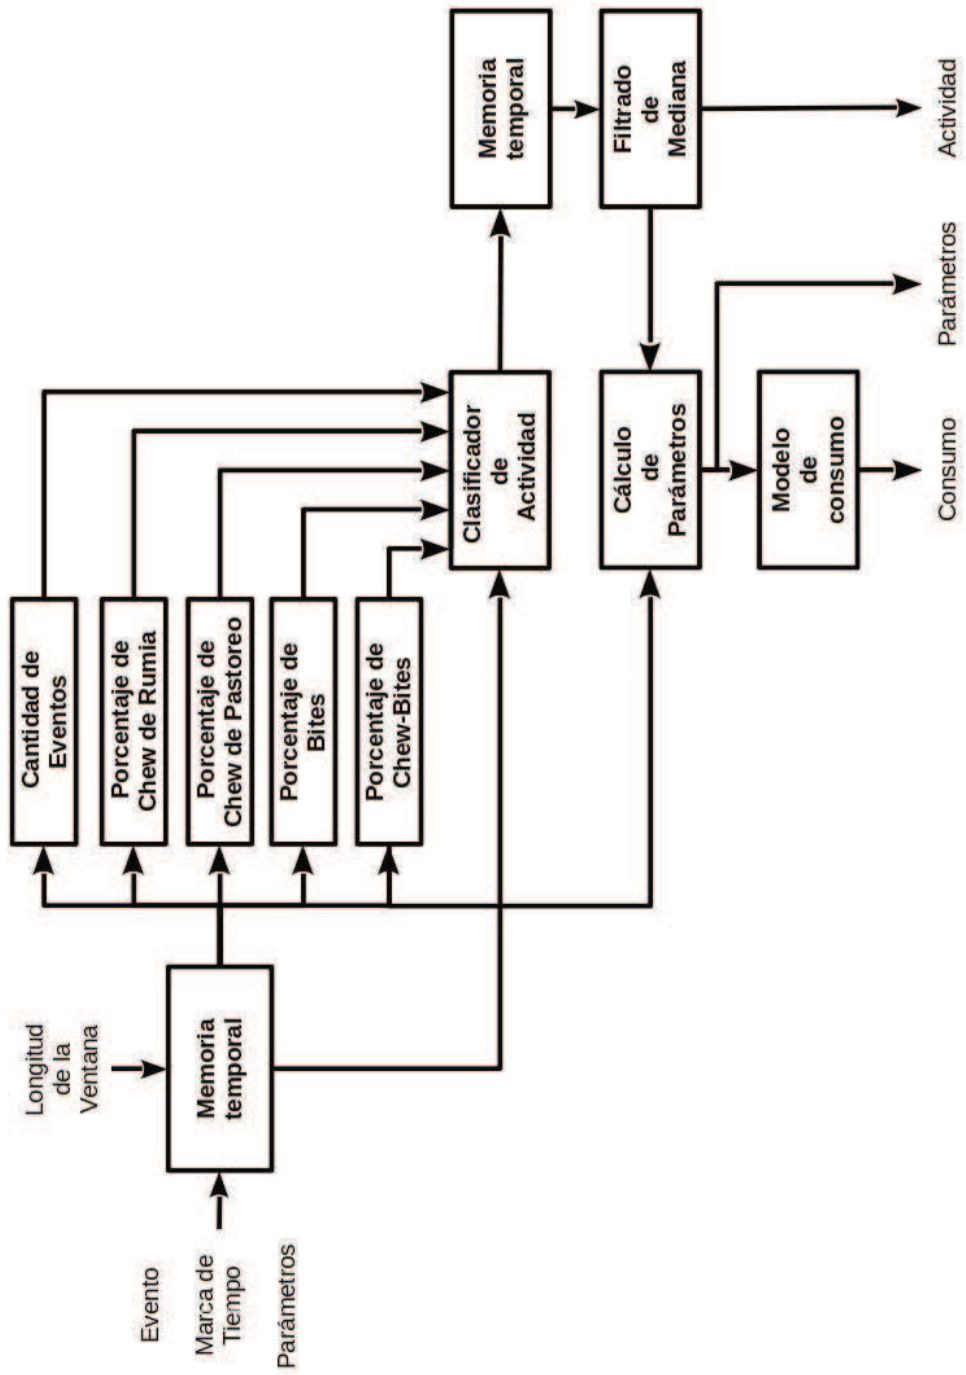 Evento
Marca de
Tiempo
Parámetros
Longitud
de la
Ventana
Memoria
temporal
Cantidad de
Eventos
Porcentaje de
Chew de Rumia
Porcentaje de
Chew de Pastoreo
Porcentaje de
Bites
Porcentaje de
Chew-Bites
Clasificador
de
Actividad
Memoria
temporal
Filtrado
de
Mediana
Cálculo
de
Parámetros
Modelo
de
consumo
Consumo
Parámetros
Actividad